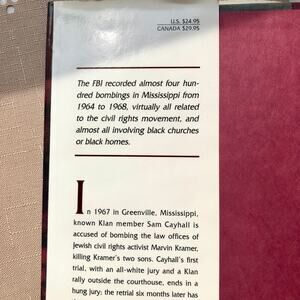 U.S. $24.95
CANADA $29.95
The FBI recorded almost four hun-
dred bombings in Mississippi from
1964 to 1968, virtually all related
to the civil rights movement, and
almost all involving black churches
or black homes.
In 1967 in Greenville, Mississippi,
known Klan member Sam Cayhall is
accused of bombing the law offices of
Jewish civil rights activist Marvin Kramer,
killing Kramer's two sons. Cayhall's first
trial, with an all-white jury and a Klan
rally outside the courthouse, ends in a
hung jury; the retrial six months later has